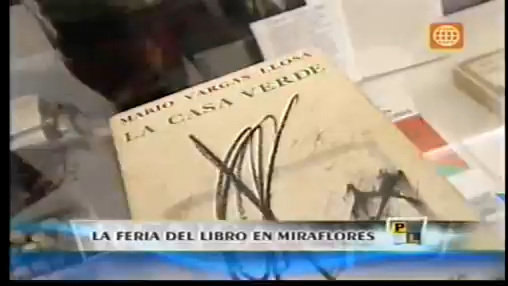 MARIO VARGAS LLOSA
LA CASA VERDE
LA FERIA DEL LIBRO EN MIRAFLORES
P
L